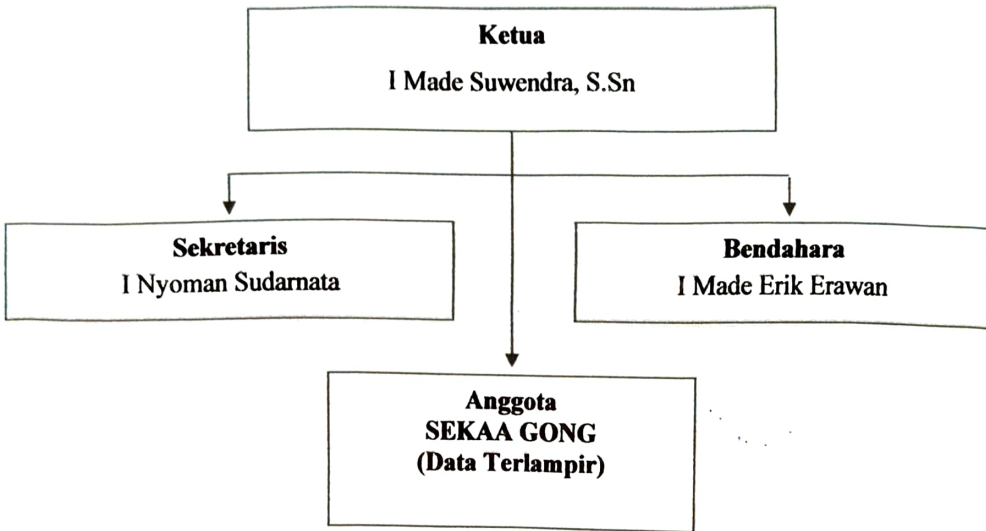 Ketua
I Made Suwendra, S.Sn
Sekretaris
I Nyoman Sudarnata
Bendahara
I Made Erik Erawan
Anggota
SEKAA GONG
(Data Terlampir)